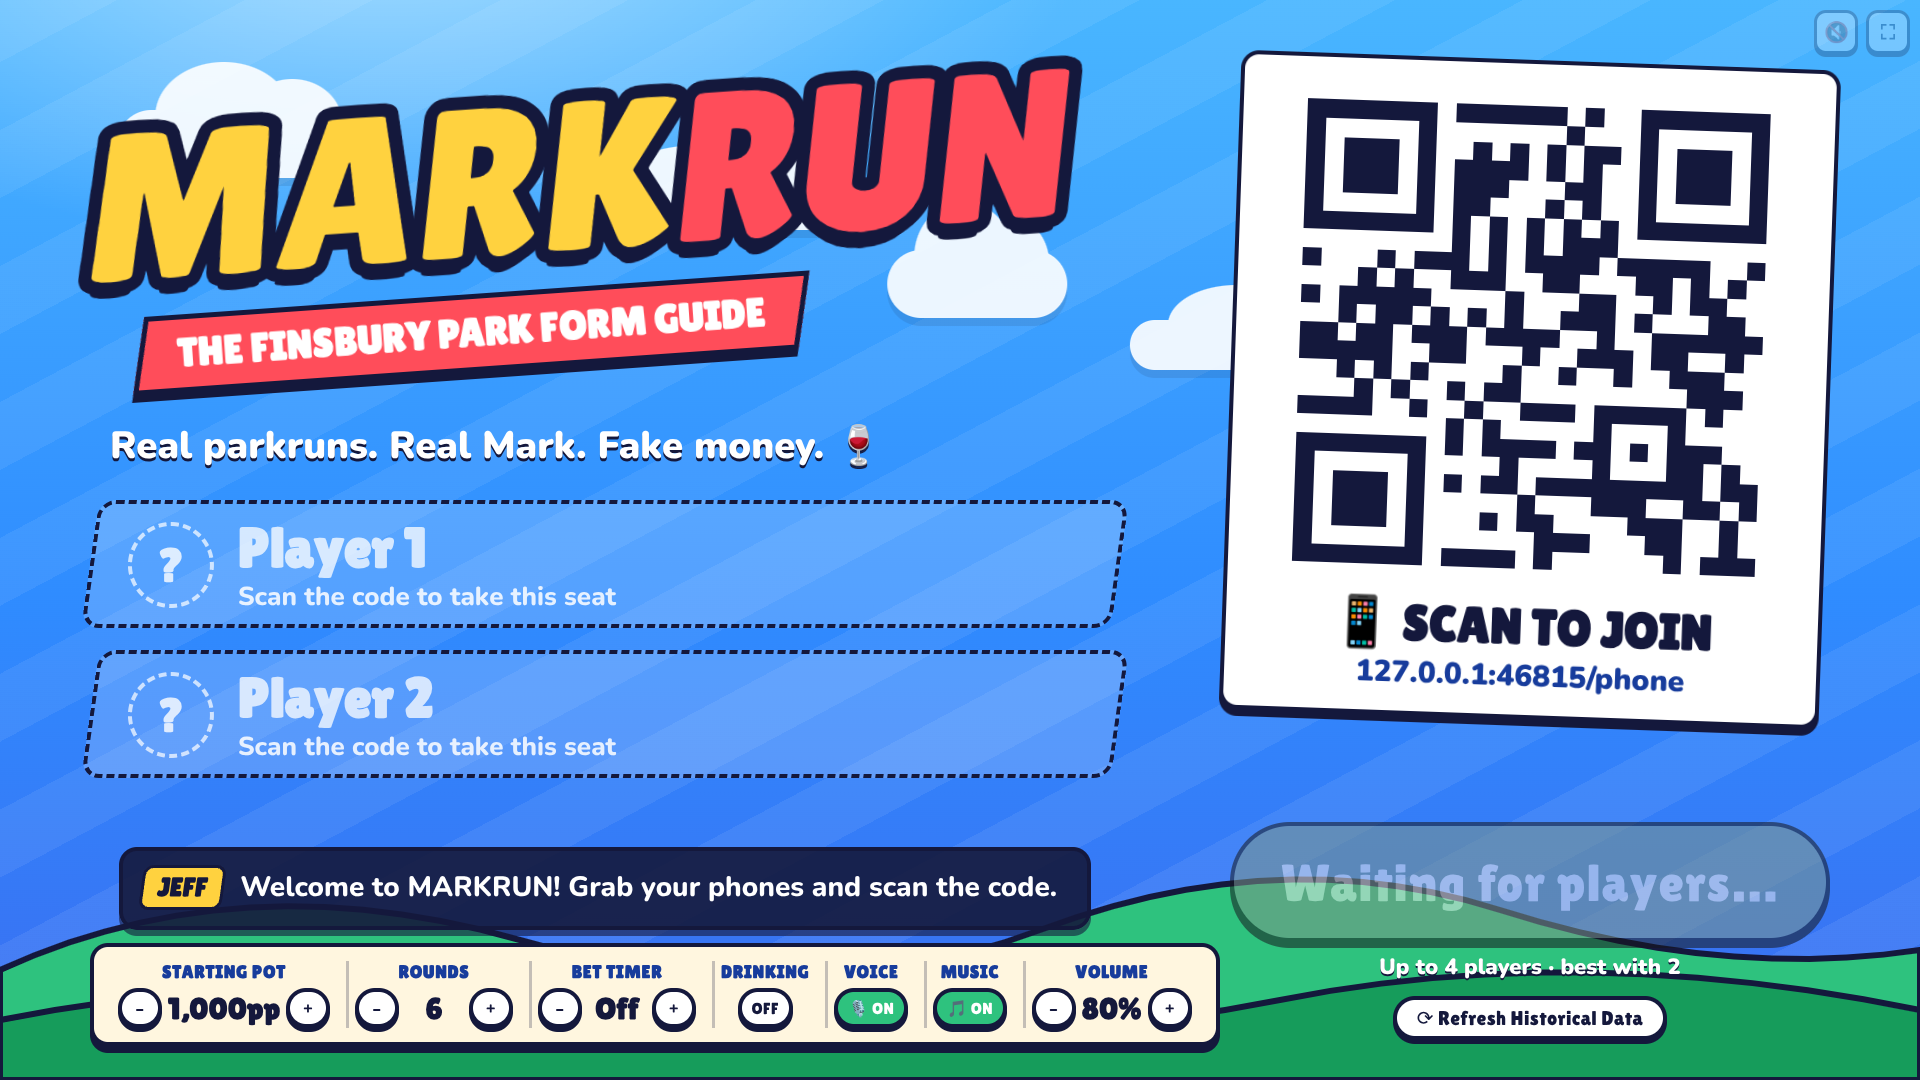 MARKRUN
THE FINSBURY PARK FORM GUIDE
Real parkruns. Real Mark. Fake money.
?
Player 1
Scan the code to take this seat
?
Player 2
Scan the code to take this seat
SCAN TO JOIN
127.0.0.1:46815/phone
JEFF Welcome to MARKRUN! Grab your phones and scan the code.
Waiting for players...
Up to 4 players · best with 2
⟳ Refresh Historical Data
STARTING POT ROUNDS BET TIMER DRINKING VOICE MUSIC VOLUME
- 1,000pp + - 6 + - Off + OFF ON ON - 80% +